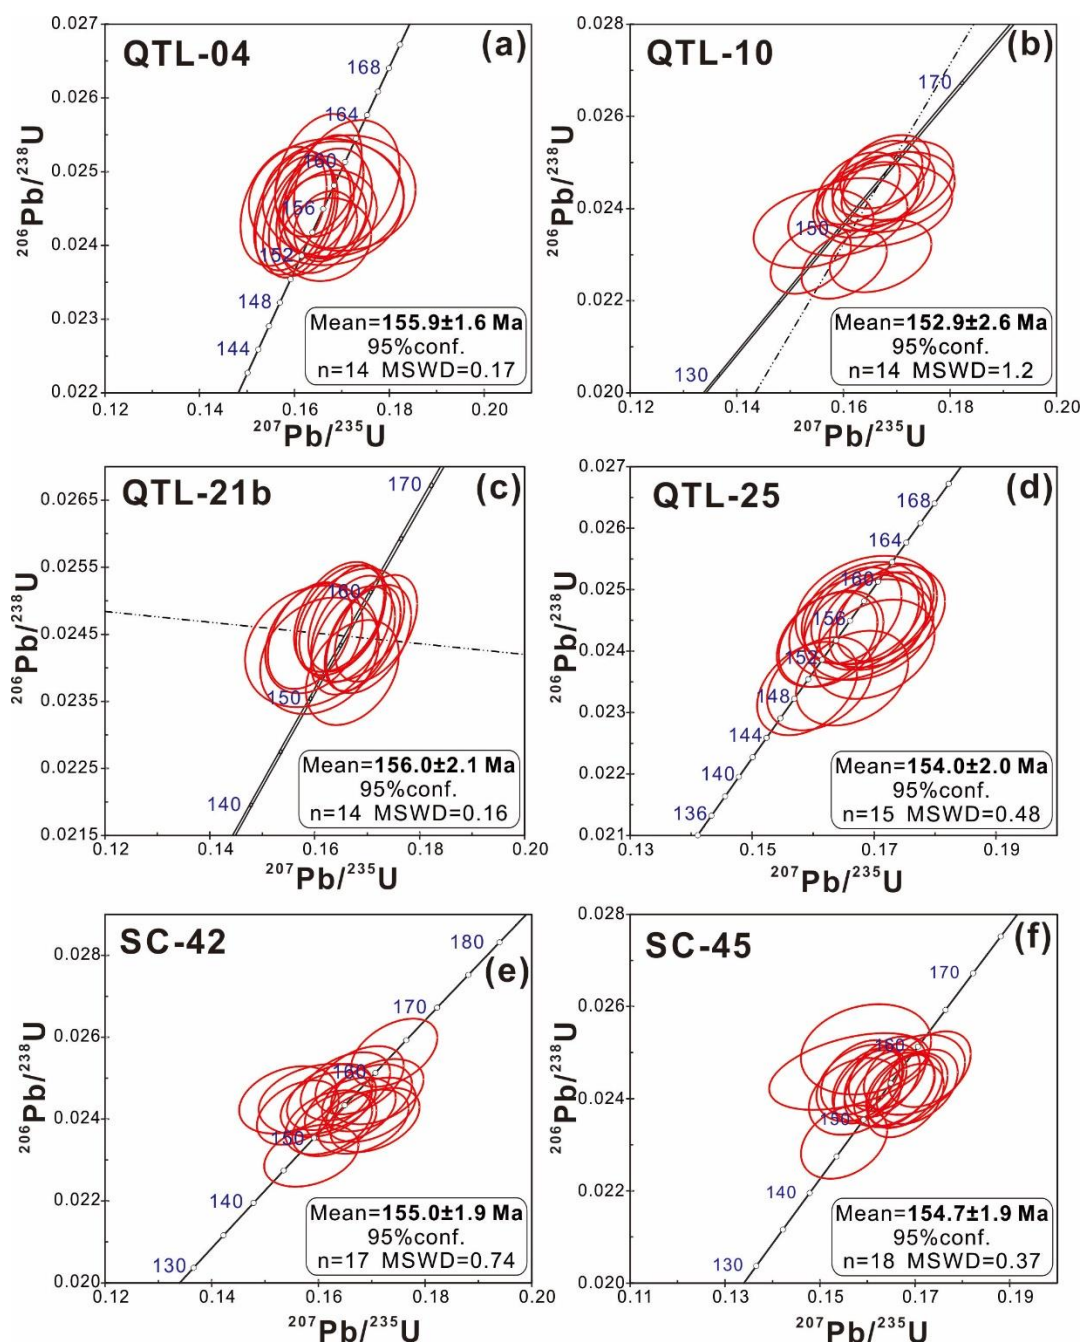 QTL-04
(a)
0.027
0.026
0.025
0.024
0.023
0.022
206Pb/238U
168
164
160
156
152
148
144
Mean=155.9±1.6 Ma
95%conf.
n=14 MSWD=0.17
0.12
0.14
0.16
0.18
0.20
207Pb/235U
QTL-10
(b)
0.028
0.026
0.024
0.022
0.020
206Pb/238U
170
150
130
Mean=152.9±2.6 Ma
95%conf.
n=14 MSWD=1.2
0.12
0.14
0.16
0.18
0.20
207Pb/235U
QTL-21b
(c)
0.0265
0.0255
0.0245
0.0235
0.0225
0.0215
206Pb/238U
170
160
150
140
Mean=156.0±2.1 Ma
95%conf.
n=14 MSWD=0.16
0.12
0.14
0.16
0.18
0.20
207Pb/235U
QTL-25
(d)
0.027
0.026
0.025
0.024
0.023
0.022
0.021
206Pb/238U
168
164
160
156
152
148
144
140
136
Mean=154.0±2.0 Ma
95%conf.
n=15 MSWD=0.48
0.13
0.15
0.17
0.19
207Pb/235U
SC-42
(e)
0.028
0.026
0.024
0.022
0.020
206Pb/238U
180
170
160
150
140
130
Mean=155.0±1.9 Ma
95%conf.
n=17 MSWD=0.74
0.12
0.14
0.16
0.18
0.20
207Pb/235U
SC-45
(f)
0.028
0.026
0.024
0.022
0.020
206Pb/238U
170
160
150
140
130
Mean=154.7±1.9 Ma
95%conf.
n=18 MSWD=0.37
0.11
0.13
0.15
0.17
0.19
207Pb/235U